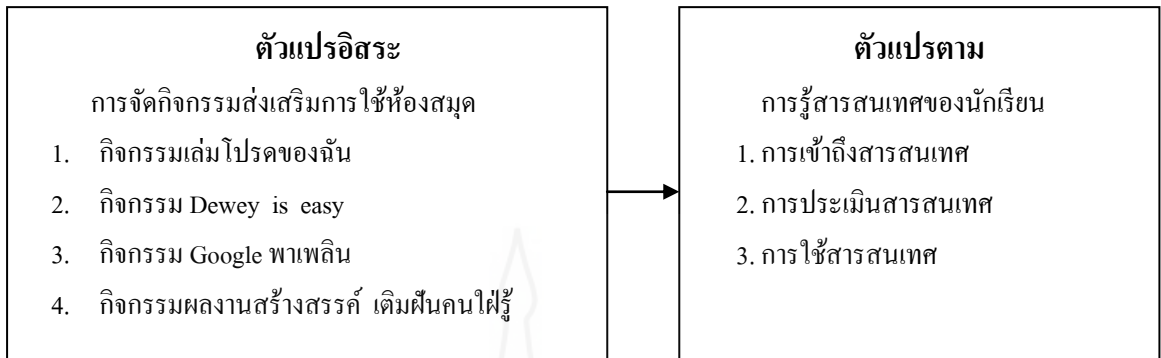 ตัวแปรอิสระ
การจัดกิจกรรมส่งเสริมการใช้ห้องสมุด
1. กิจกรรมเล่มโปรดของฉัน
2. กิจกรรม Dewey is easy
3. กิจกรรม Google พาเพลิน
4. กิจกรรมผลงานสร้างสรรค์ เติมฝันคนใฝ่รู้
ตัวแปรตาม
การรู้สารสนเทศของนักเรียน
1. การเข้าถึงสารสนเทศ
2. การประเมินสารสนเทศ
3. การใช้สารสนเทศ